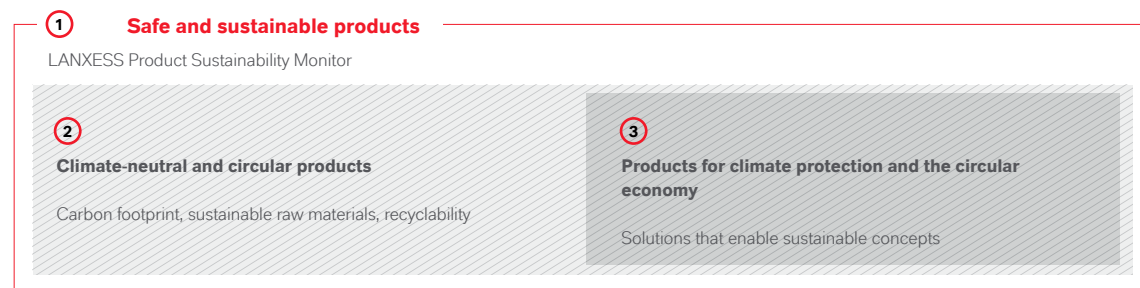 1 Safe and sustainable products
LANXESS Product Sustainability Monitor
2
Climate-neutral and circular products
Carbon footprint, sustainable raw materials, recyclability
3
Products for climate protection and the circular
economy
Solutions that enable sustainable concepts